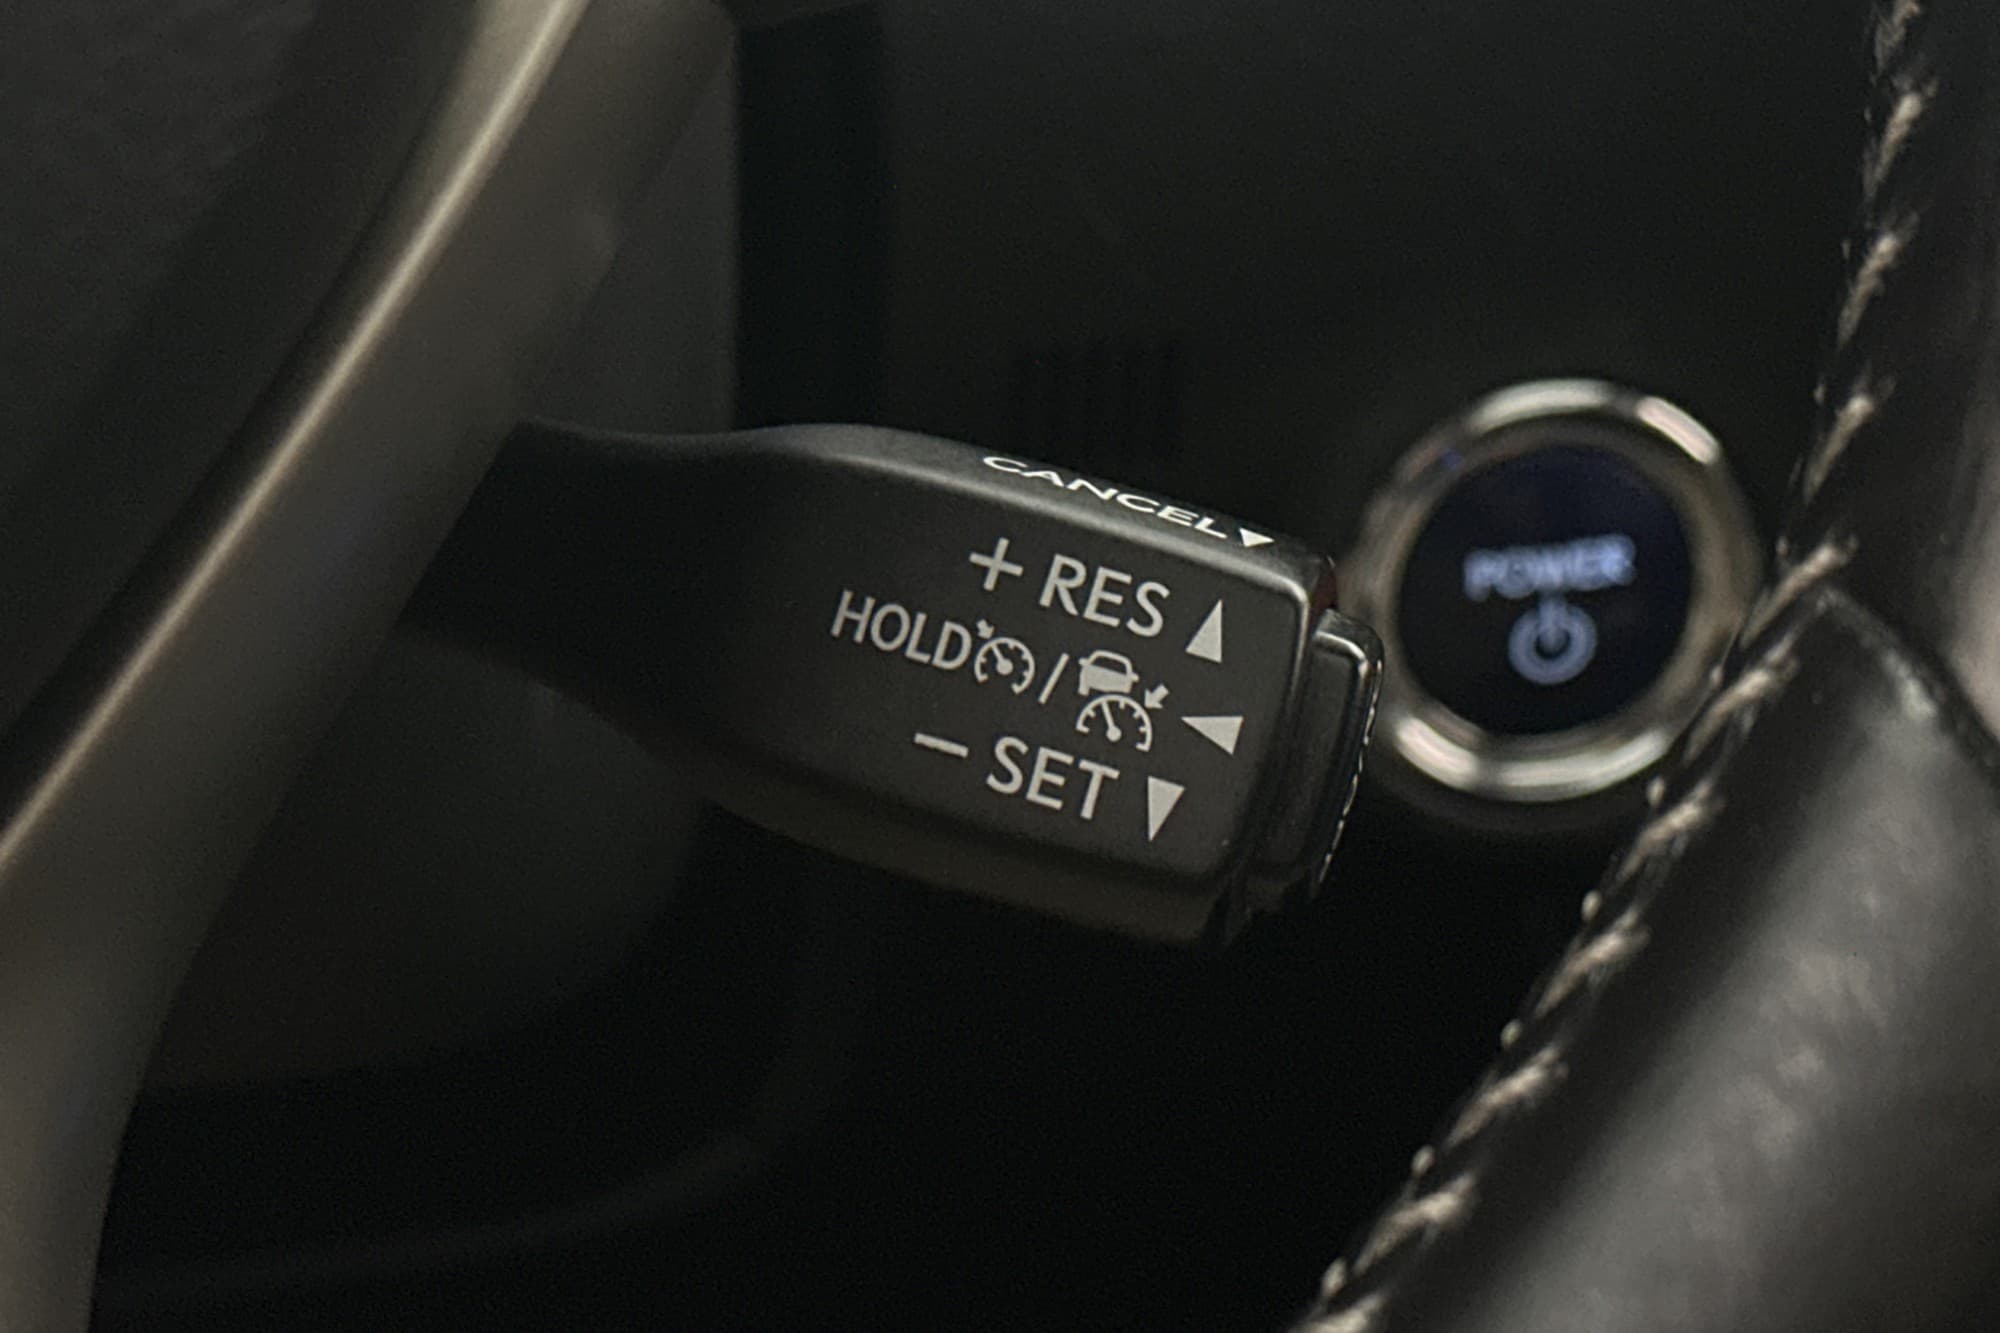 CANCEL
+ RES
HOLD /
– SET
POWER